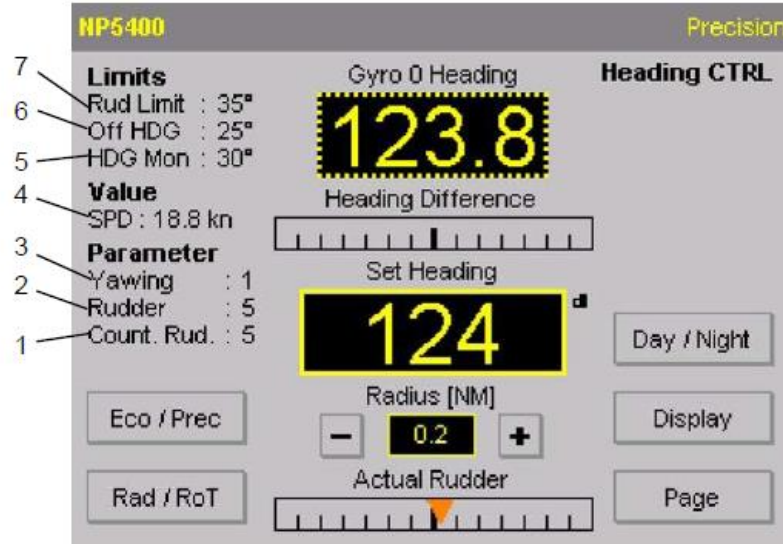 NP5400 Precision
7
6
5
4
3
2
1
Limits
Rud Limit : 35°
Off HDG : 25°
HDG Mon : 30°
Value
SPD : 18.8 kn
Parameter
Yawing : 1
Rudder : 5
Count. Rud. : 5
Eco / Prec
Rad / RoT
Gyro 0 Heading
123.8
Heading Difference
Set Heading
124
Radius [NM]
− 0.2 +
Actual Rudder
Heading CTRL
Day / Night
Display
Page